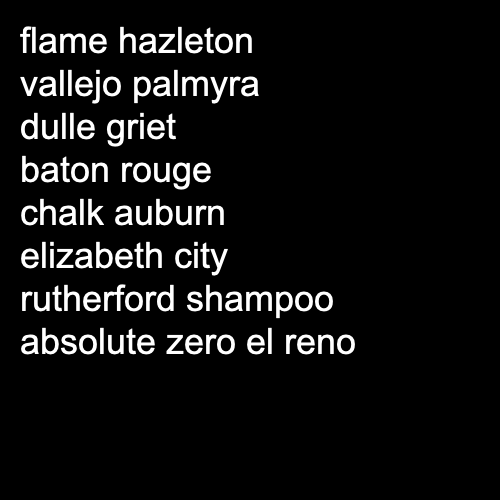 flame hazleton
vallejo palmyra
dulle griet
baton rouge
chalk auburn
elizabeth city
rutherford shampoo
absolute zero el reno